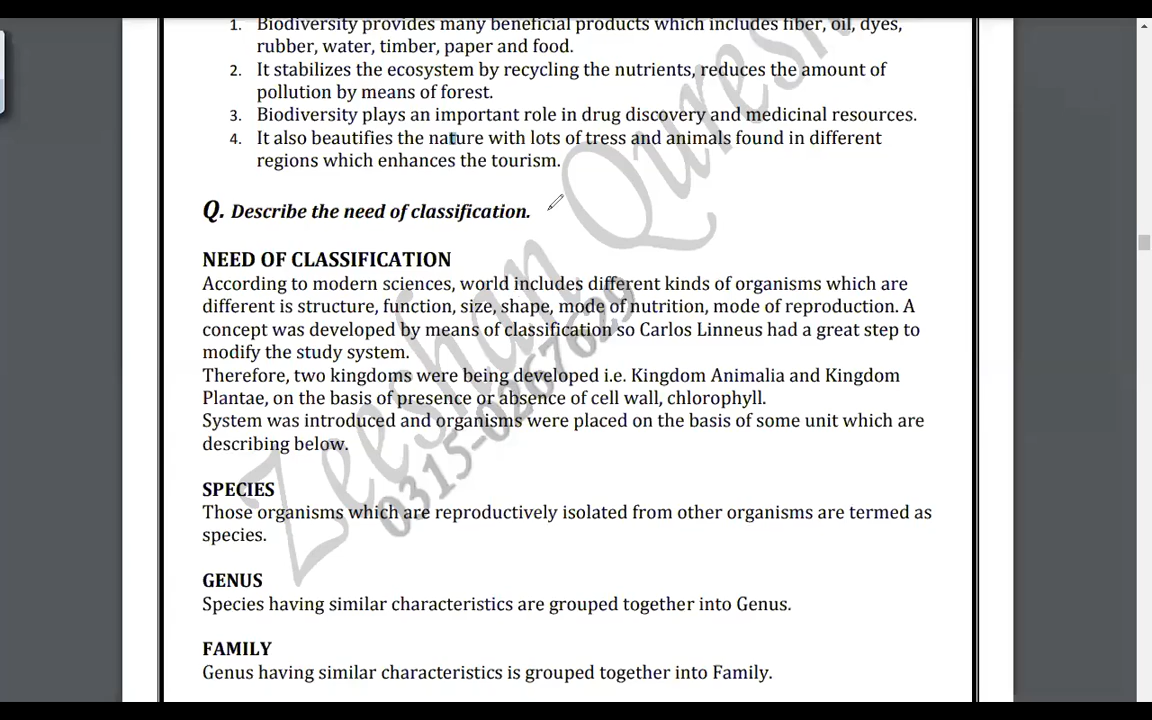 1. Biodiversity provides many beneficial products which includes fiber, oil, dyes,
rubber, water, timber, paper and food.
2. It stabilizes the ecosystem by recycling the nutrients, reduces the amount of
pollution by means of forest.
3. Biodiversity plays an important role in drug discovery and medicinal resources.
4. It also beautifies the nature with lots of tress and animals found in different
regions which enhances the tourism.
Q. Describe the need of classification.
NEED OF CLASSIFICATION
According to modern sciences, world includes different kinds of organisms which are
different is structure, function, size, shape, mode of nutrition, mode of reproduction. A
concept was developed by means of classification so Carlos Linneus had a great step to
modify the study system.
Therefore, two kingdoms were being developed i.e. Kingdom Animalia and Kingdom
Plantae, on the basis of presence or absence of cell wall, chlorophyll.
System was introduced and organisms were placed on the basis of some unit which are
describing below.
SPECIES
Those organisms which are reproductively isolated from other organisms are termed as
species.
GENUS
Species having similar characteristics are grouped together into Genus.
FAMILY
Genus having similar characteristics is grouped together into Family.
Zeeshan Quresh
0315-0267629